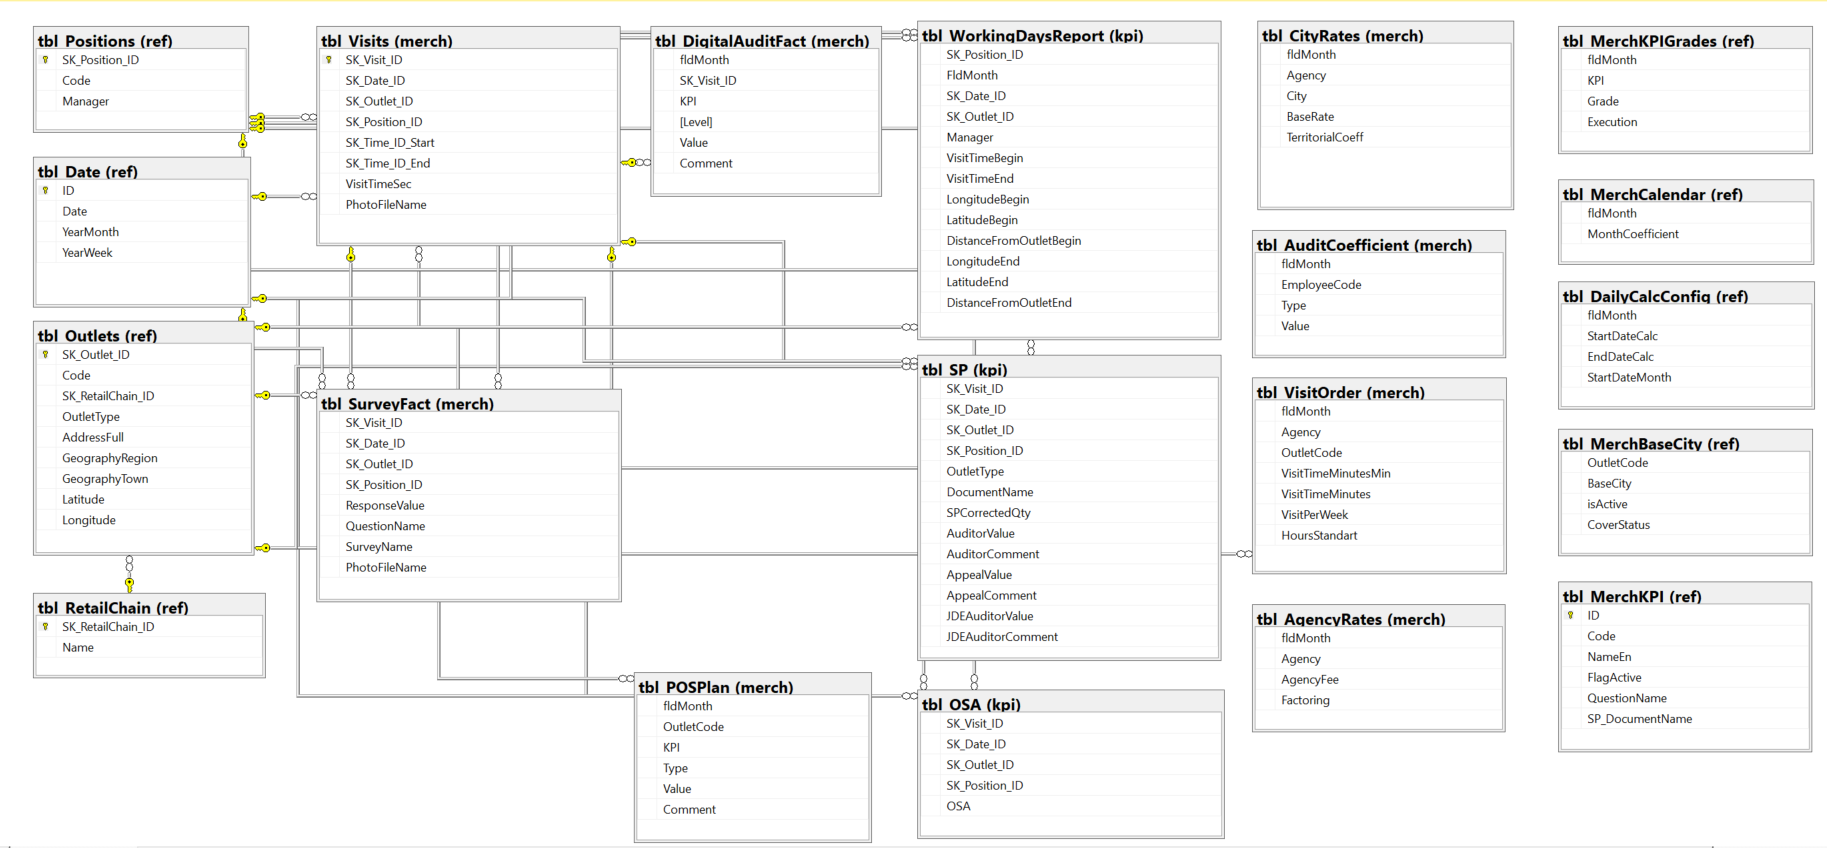 tbl_Positions (ref)
SK_Position_ID
Code
Manager
tbl_Date (ref)
ID
Date
YearMonth
YearWeek
tbl_Outlets (ref)
SK_Outlet_ID
Code
SK_RetailChain_ID
OutletType
AddressFull
GeographyRegion
GeographyTown
Latitude
Longitude
tbl_RetailChain (ref)
SK_RetailChain_ID
Name
tbl_Visits (merch)
SK_Visit_ID
SK_Date_ID
SK_Outlet_ID
SK_Position_ID
SK_Time_ID_Start
SK_Time_ID_End
VisitTimeSec
PhotoFileName
tbl_SurveyFact (merch)
SK_Visit_ID
SK_Date_ID
SK_Outlet_ID
SK_Position_ID
ResponseValue
QuestionName
SurveyName
PhotoFileName
tbl_DigitalAuditFact (merch)
fldMonth
SK_Visit_ID
KPI
[Level]
Value
Comment
tbl_POSPlan (merch)
fldMonth
OutletCode
KPI
Type
Value
Comment
tbl_WorkingDaysReport (kpi)
SK_Position_ID
FldMonth
SK_Date_ID
SK_Outlet_ID
Manager
VisitTimeBegin
VisitTimeEnd
LongitudeBegin
LatitudeBegin
DistanceFromOutletBegin
LongitudeEnd
LatitudeEnd
DistanceFromOutletEnd
tbl_SP (kpi)
SK_Visit_ID
SK_Date_ID
SK_Outlet_ID
SK_Position_ID
OutletType
DocumentName
SPCorrectedQty
AuditorValue
AuditorComment
AppealValue
AppealComment
JDEAuditorValue
JDEAuditorComment
tbl_OSA (kpi)
SK_Visit_ID
SK_Date_ID
SK_Outlet_ID
SK_Position_ID
OSA
tbl_CityRates (merch)
fldMonth
Agency
City
BaseRate
TerritorialCoeff
tbl_AuditCoefficient (merch)
fldMonth
EmployeeCode
Type
Value
tbl_VisitOrder (merch)
fldMonth
Agency
OutletCode
VisitTimeMinutesMin
VisitTimeMinutes
VisitPerWeek
HoursStandart
tbl_AgencyRates (merch)
fldMonth
Agency
AgencyFee
Factoring
tbl_MerchKPIGrades (ref)
fldMonth
KPI
Grade
Execution
tbl_MerchCalendar (ref)
fldMonth
MonthCoefficient
tbl_DailyCalcConfig (ref)
fldMonth
StartDateCalc
EndDateCalc
StartDateMonth
tbl_MerchBaseCity (ref)
OutletCode
BaseCity
isActive
CoverStatus
tbl_MerchKPI (ref)
ID
Code
NameEn
FlagActive
QuestionName
SP_DocumentName